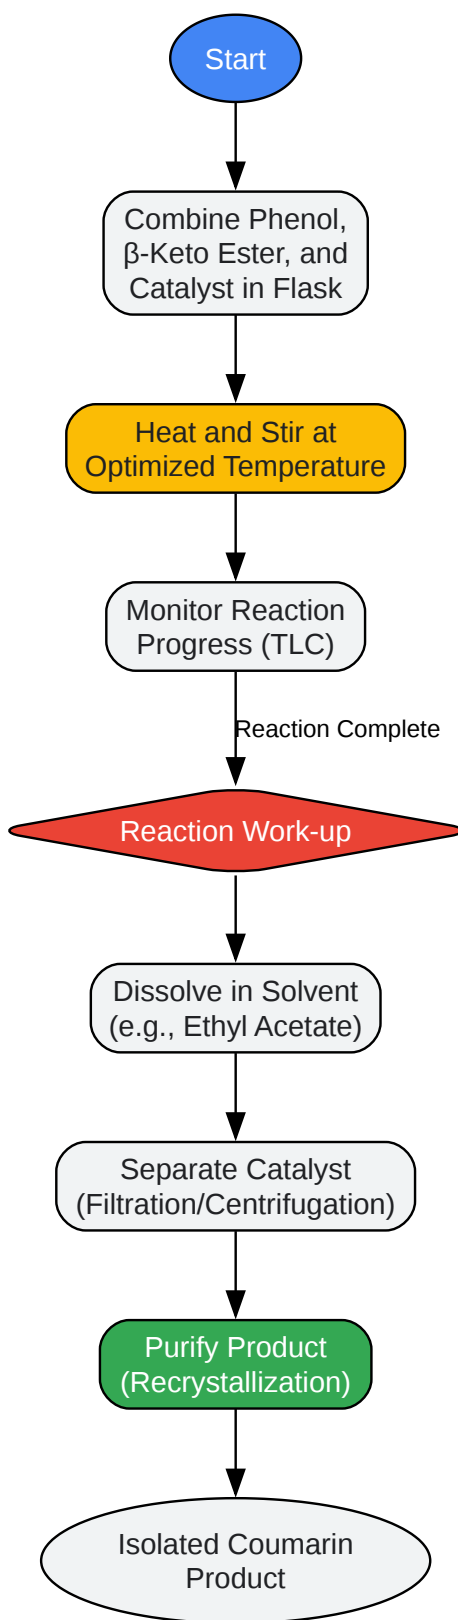 Start
Combine Phenol,
β-Keto Ester, and
Catalyst in Flask
Heat and Stir at
Optimized Temperature
Monitor Reaction
Progress (TLC)
Reaction Complete
Reaction Work-up
Dissolve in Solvent
(e.g., Ethyl Acetate)
Separate Catalyst
(Filtration/Centrifugation)
Purify Product
(Recrystallization)
Isolated Coumarin
Product